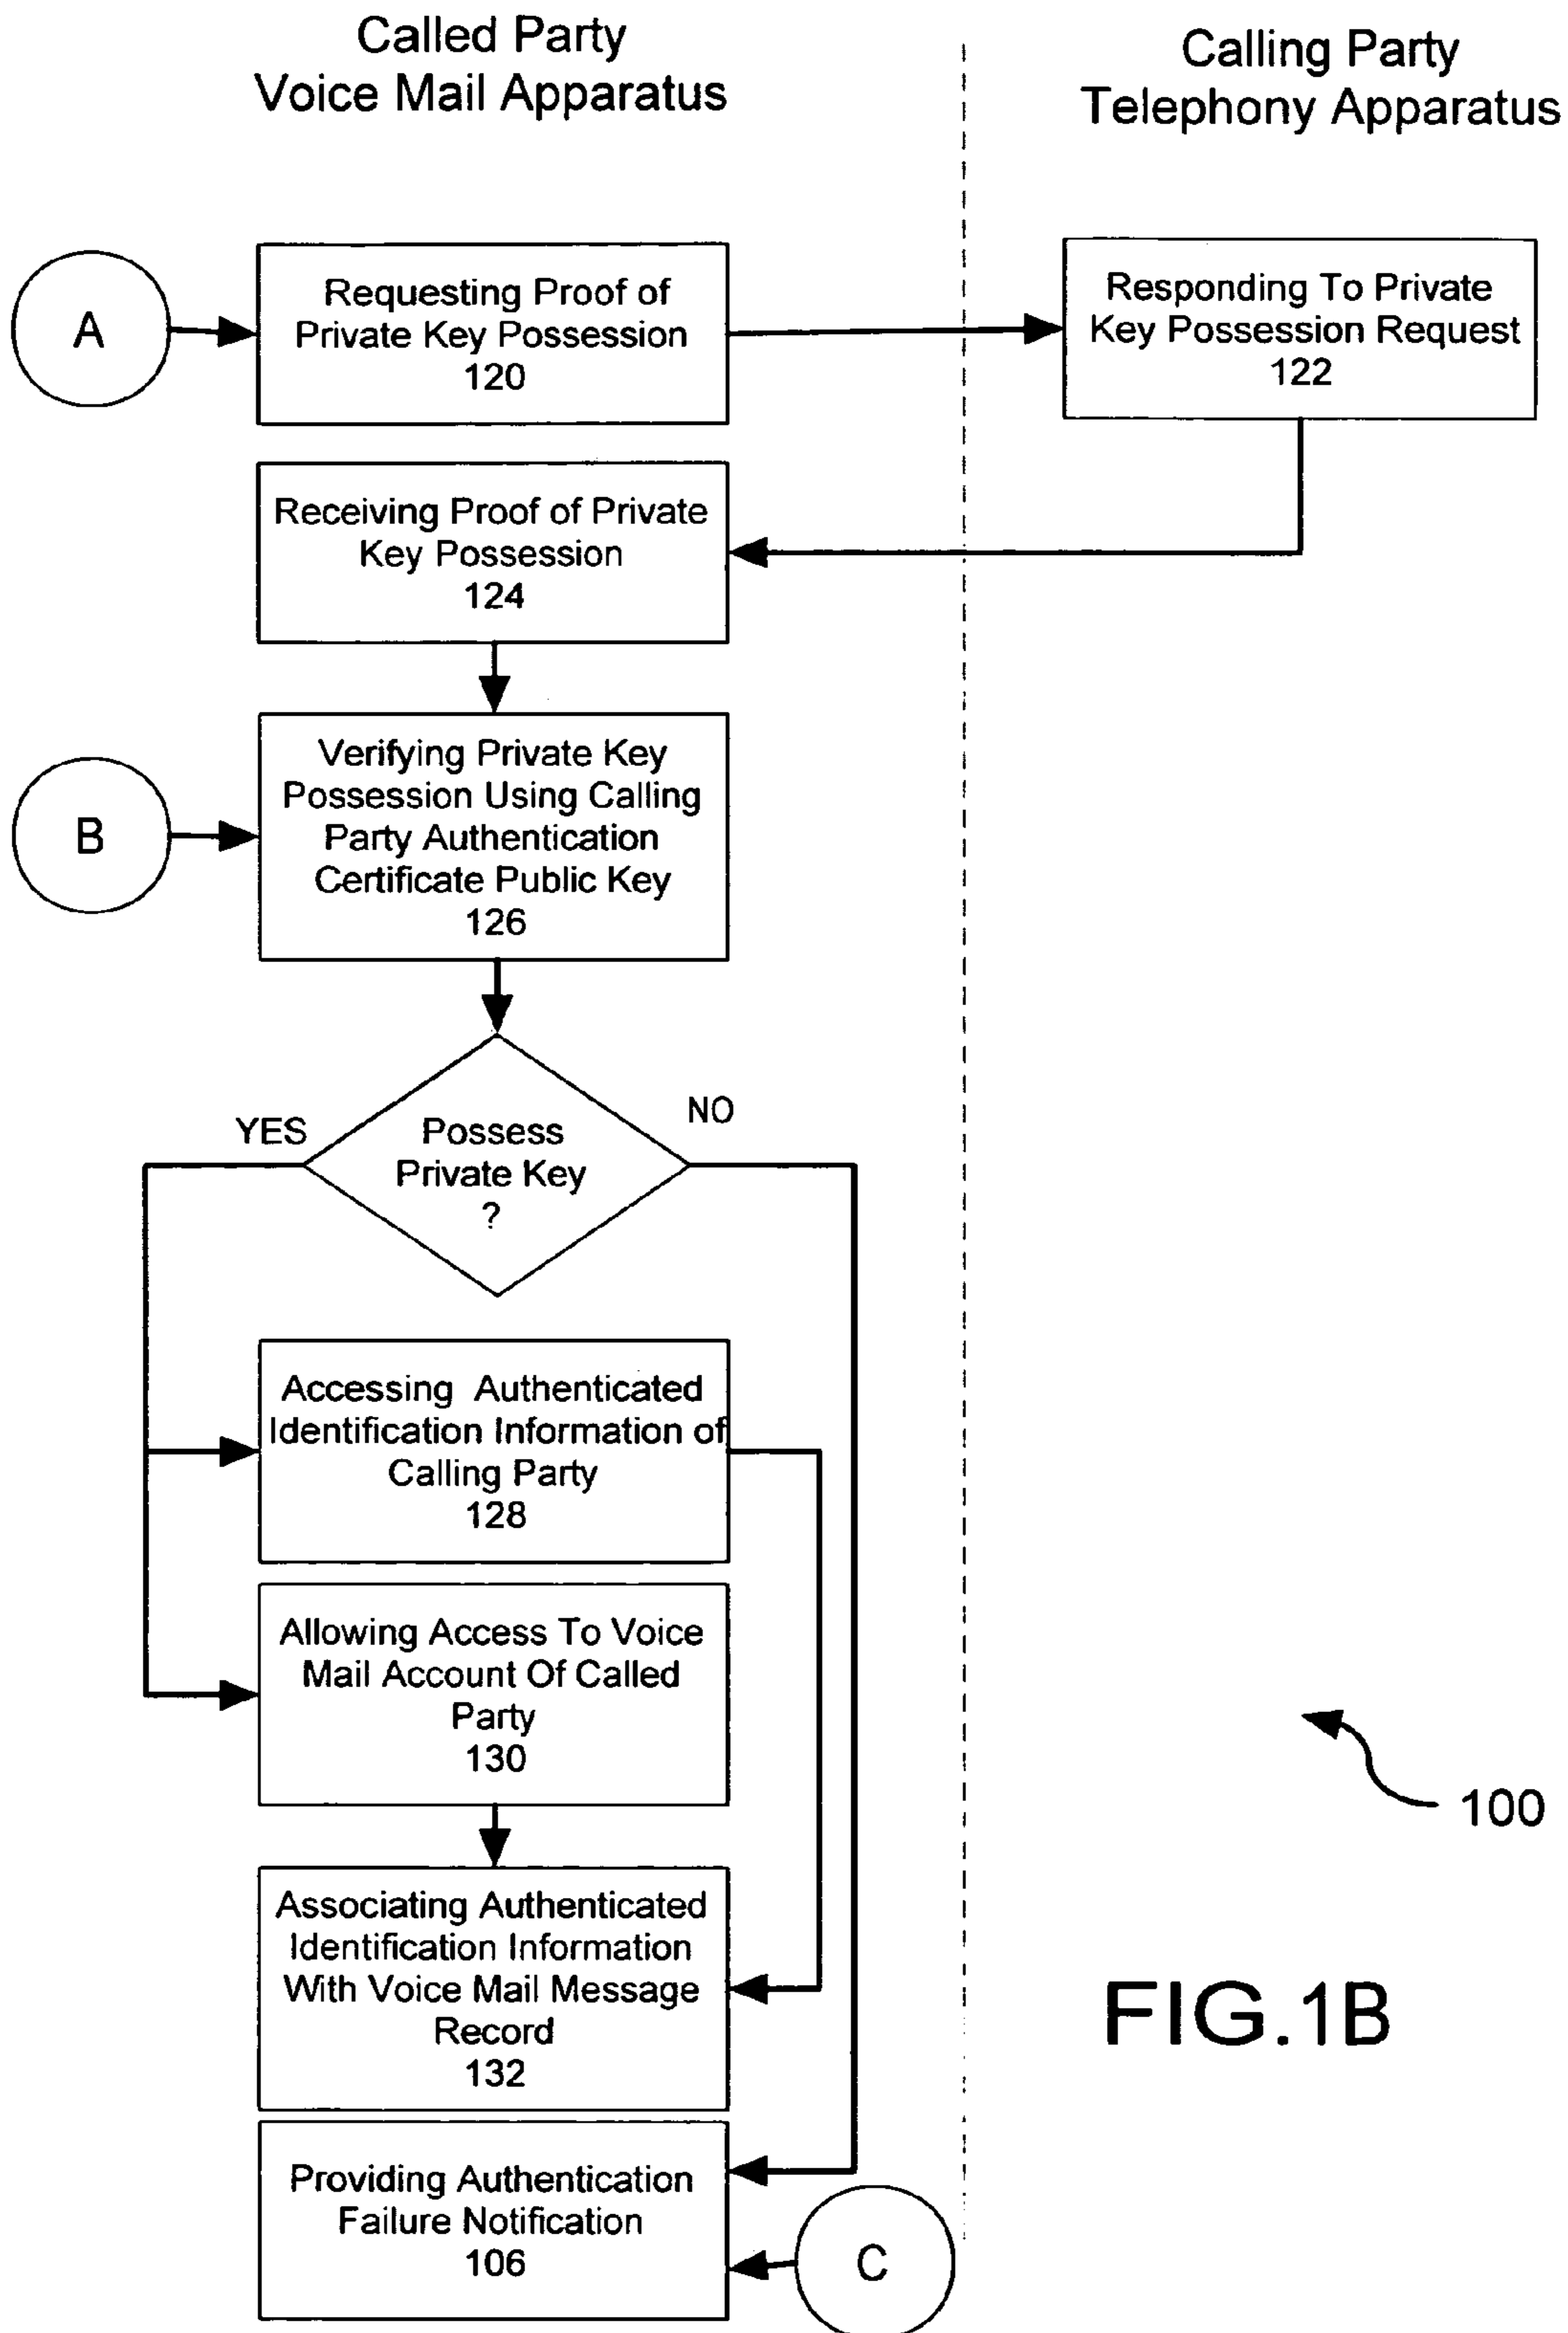 Called Party
Voice Mail Apparatus
Calling Party
Telephony Apparatus
A
Requesting Proof of
Private Key Possession
120
Responding To Private
Key Possession Request
122
Receiving Proof of Private
Key Possession
124
B
Verifying Private Key
Possession Using Calling
Party Authentication
Certificate Public Key
126
YES
NO
Possess
Private Key
?
Accessing Authenticated
Identification Information of
Calling Party
128
Allowing Access To Voice
Mail Account Of Called
Party
130
100
Associating Authenticated
Identification Information
With Voice Mail Message
Record
132
FIG.1B
Providing Authentication
Failure Notification
106
C